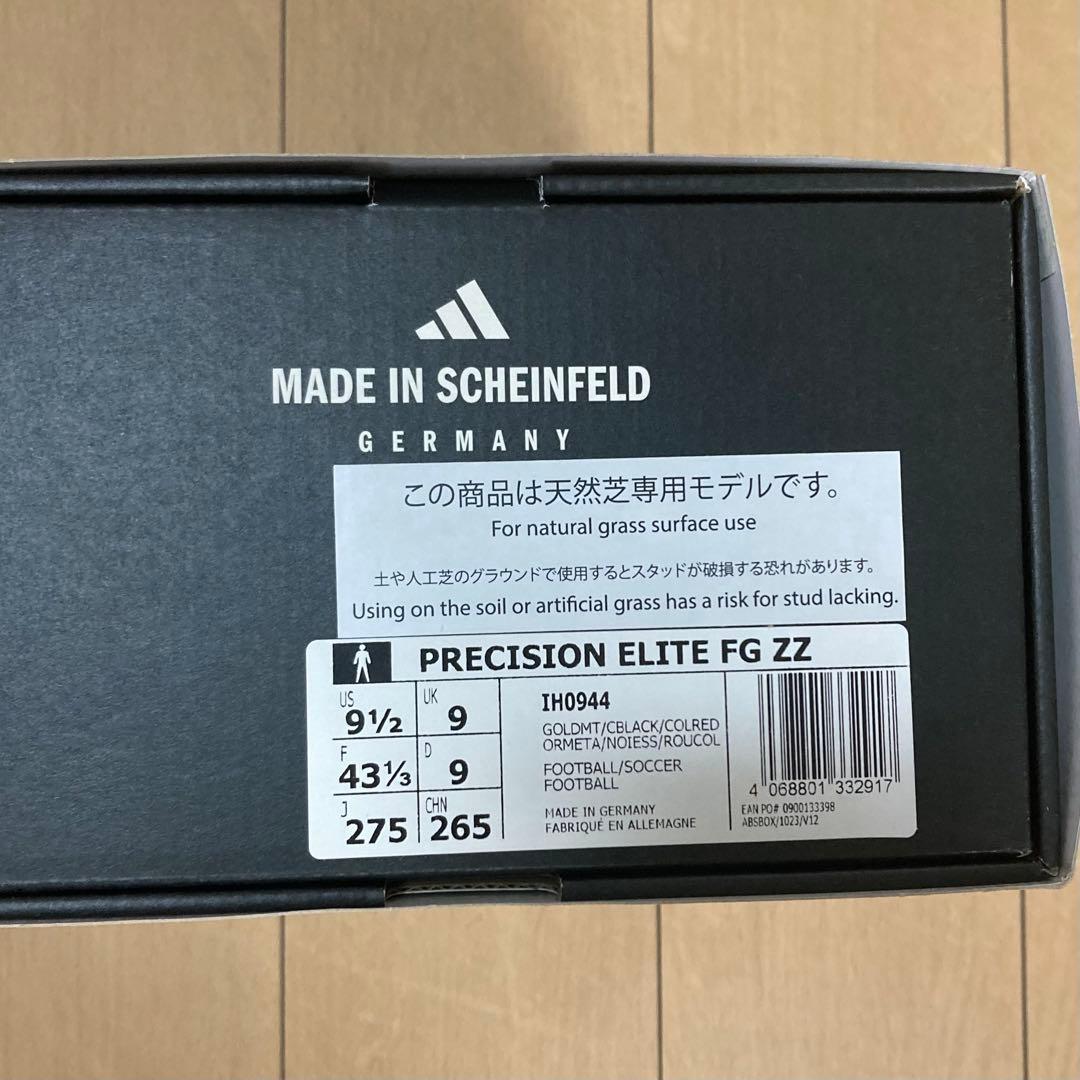 MADE IN SCHEINFELD
GERMANY
この商品は天然芝専用モデルです。
For natural grass surface use
土や人工芝のグラウンドで使用するとスタッドが破損する恐れがあります。
Using on the soil or artificial grass has a risk for stud lacking.
PRECISION ELITE FG ZZ
US 9½ UK 9
F 43⅓ D 9
J 275 CHN 265
IH0944
GOLDMT/CBLACK/COLRED
ORMETA/NOIESS/ROUCOL
FOOTBALL/SOCCER
FOOTBALL
MADE IN GERMANY
FABRIQUÉ EN ALLEMAGNE
4 068801 332917
EAN PO# 0900133398
ABSBOX/1023/V12